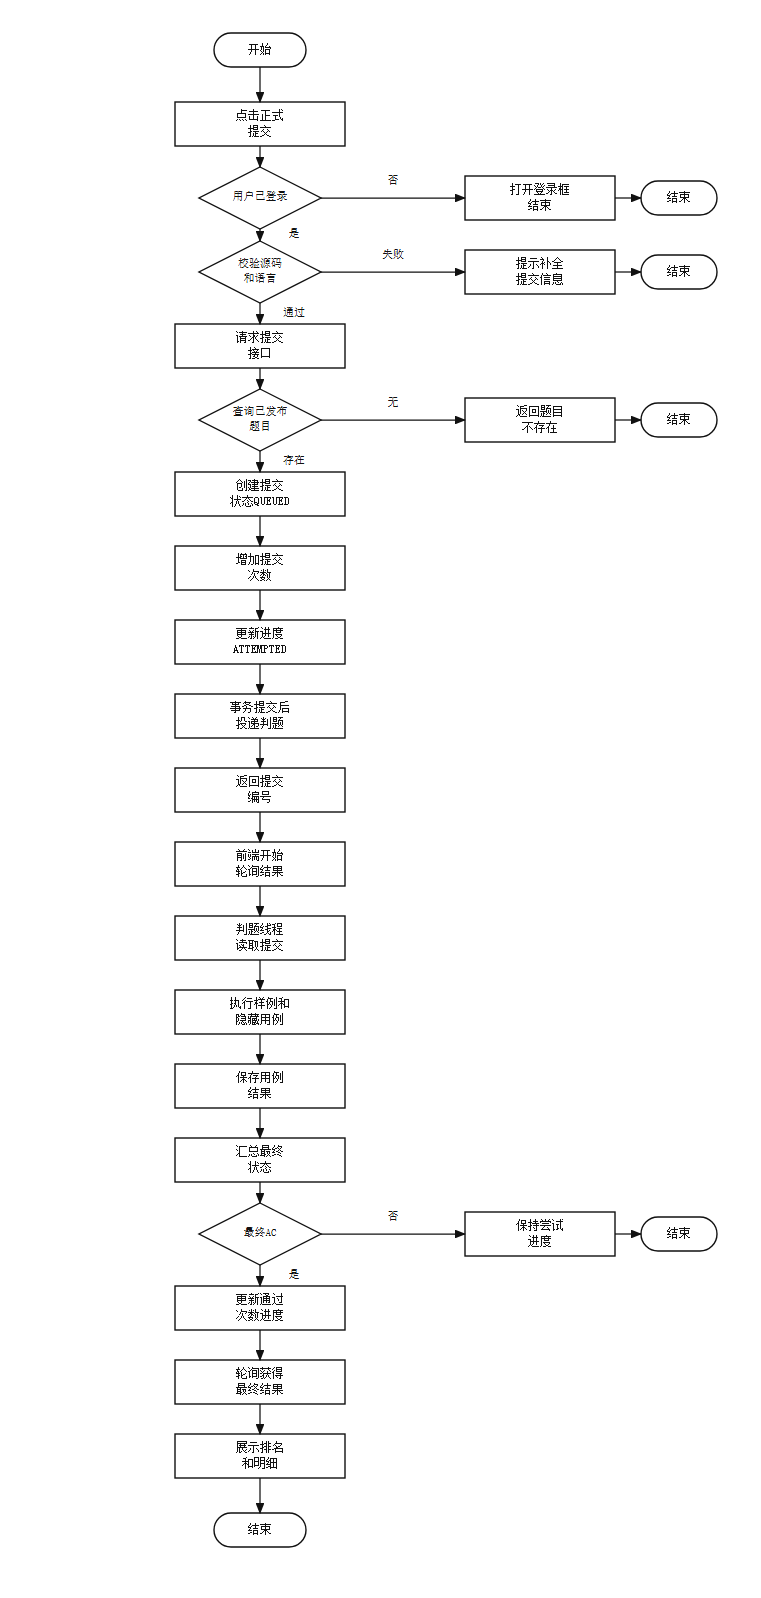 开始
点击正式
提交
用户已登录
否
打开登录框
结束
结束
是
校验源码
和语言
失败
提示补全
提交信息
结束
通过
请求提交
接口
查询已发布
题目
无
返回题目
不存在
结束
存在
创建提交
状态QUEUED
增加提交
次数
更新进度
ATTEMPTED
事务提交后
投递判题
返回提交
编号
前端开始
轮询结果
判题线程
读取提交
执行样例和
隐藏用例
保存用例
结果
汇总最终
状态
最终AC
否
保持尝试
进度
结束
是
更新通过
次数进度
轮询获得
最终结果
展示排名
和明细
结束